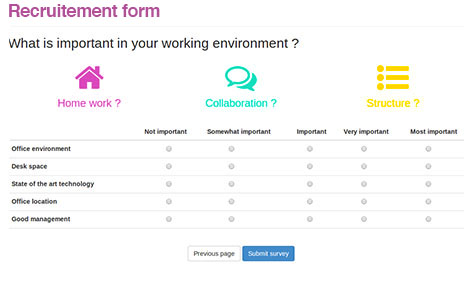 Recruitement form
What is important in your working environment ?
Home work ? Collaboration ? Structure ?
Not important Somewhat important Important Very important Most important
Office environment
Desk space
State of the art technology
Office location
Good management
Previous page Submit survey